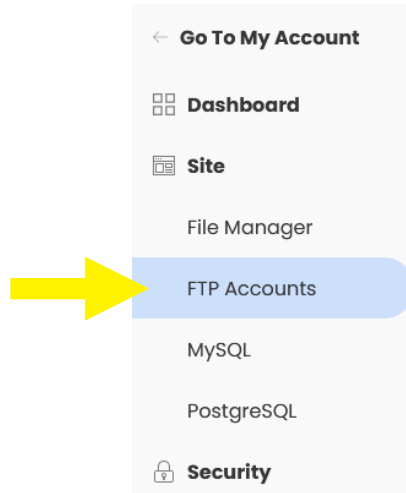 Go To My Account
Dashboard
Site
File Manager
FTP Accounts
MySQL
PostgreSQL
Security